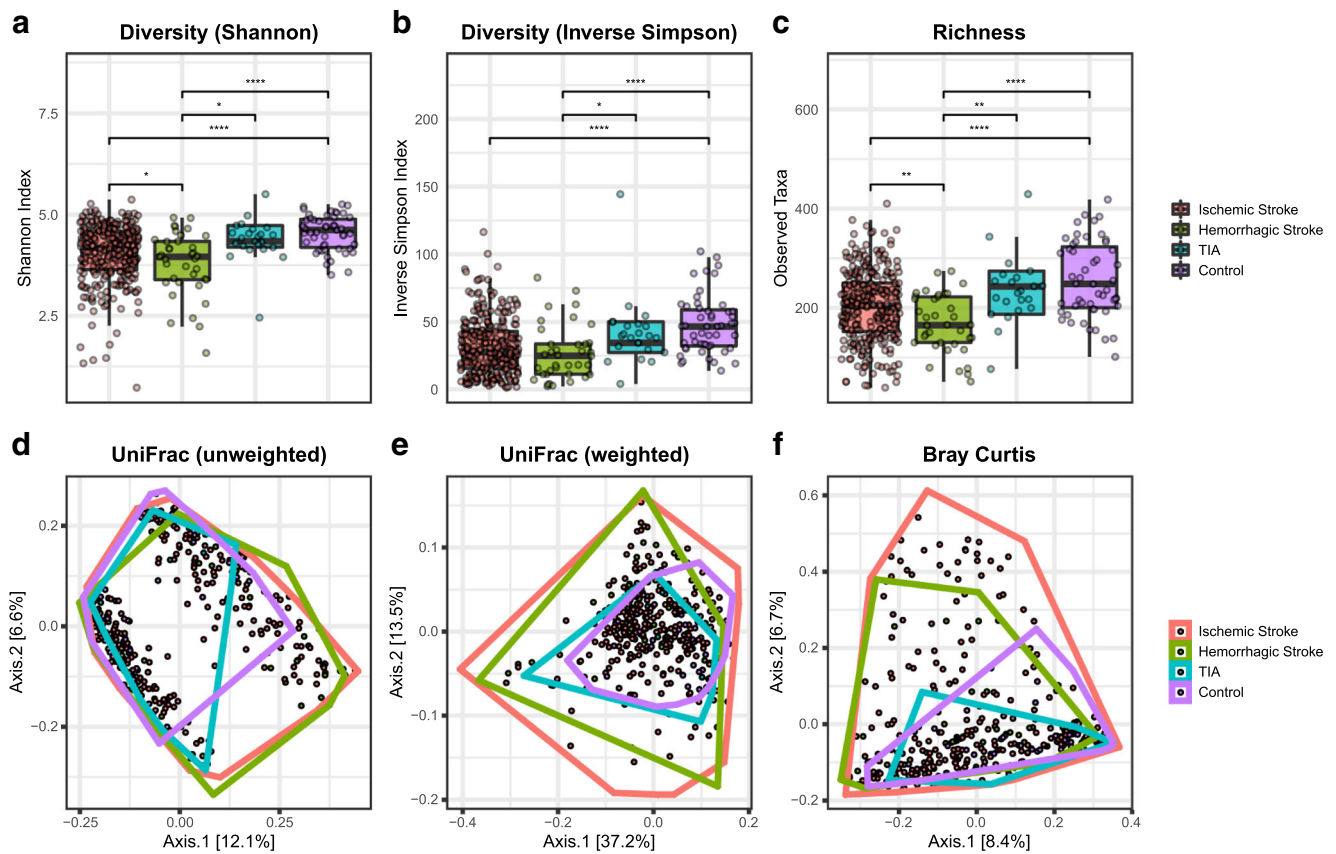 a
Diversity (Shannon)
b
Diversity (Inverse Simpson)
c
Richness
Shannon Index
7.5
5.0
2.5
****
*
****
*
Inverse Simpson Index
200
150
100
50
0
****
*
****
Observed Taxa
600
400
200
****
**
****
**
Ischemic Stroke
Hemorrhagic Stroke
TIA
Control
d
UniFrac (unweighted)
e
UniFrac (weighted)
f
Bray Curtis
Axis.2 [6.6%]
0.2
0.0
−0.2
−0.25
0.00
0.25
Axis.1 [12.1%]
Axis.2 [13.5%]
0.1
0.0
−0.1
−0.2
−0.4
−0.2
0.0
0.2
Axis.1 [37.2%]
Axis.2 [6.7%]
0.6
0.4
0.2
0.0
−0.2
−0.2
0.0
0.2
0.4
Axis.1 [8.4%]
Ischemic Stroke
Hemorrhagic Stroke
TIA
Control